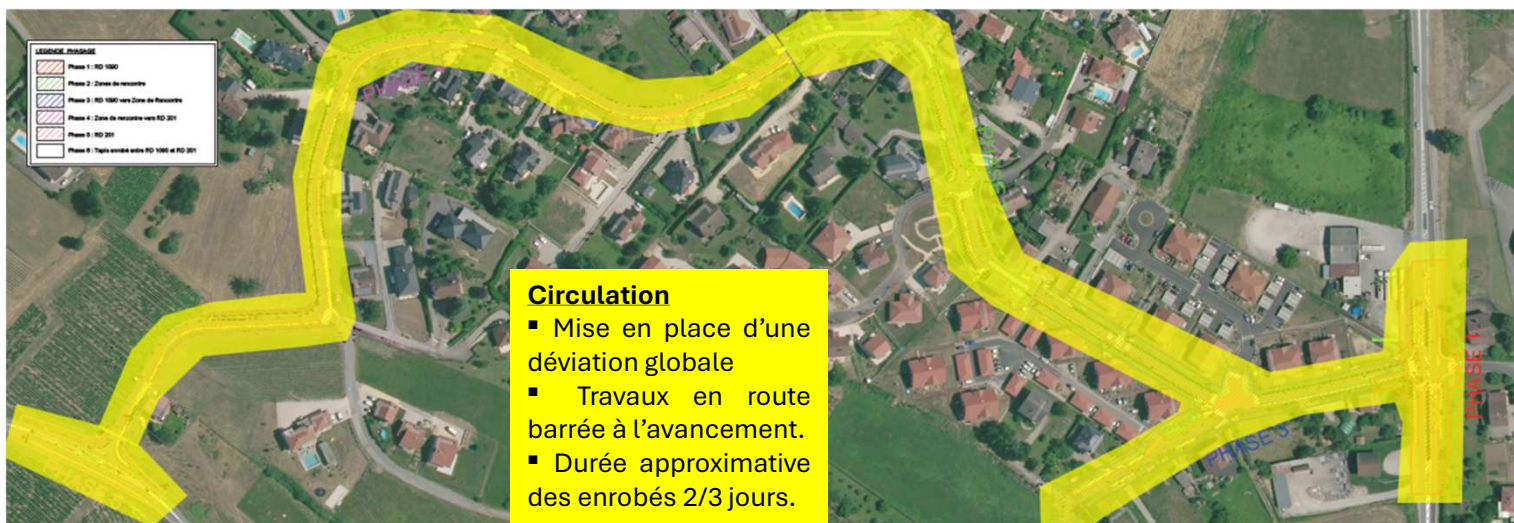 LEGENDE PHASAGE
Phase 1 : RD 1090
Phase 2 : Zones de rencontre
Phase 3 : RD 1090 vers Zone de Rencontre
Phase 4 : Zone de rencontre vers RD 201
Phase 5 : RD 201
Phase 6 : Tapis enrobé entre RD 1090 et RD 201
Circulation
▪ Mise en place d’une
déviation globale
▪ Travaux en route
barrée à l’avancement.
▪ Durée approximative
des enrobés 2/3 jours.
PHASE 3
PHASE 1